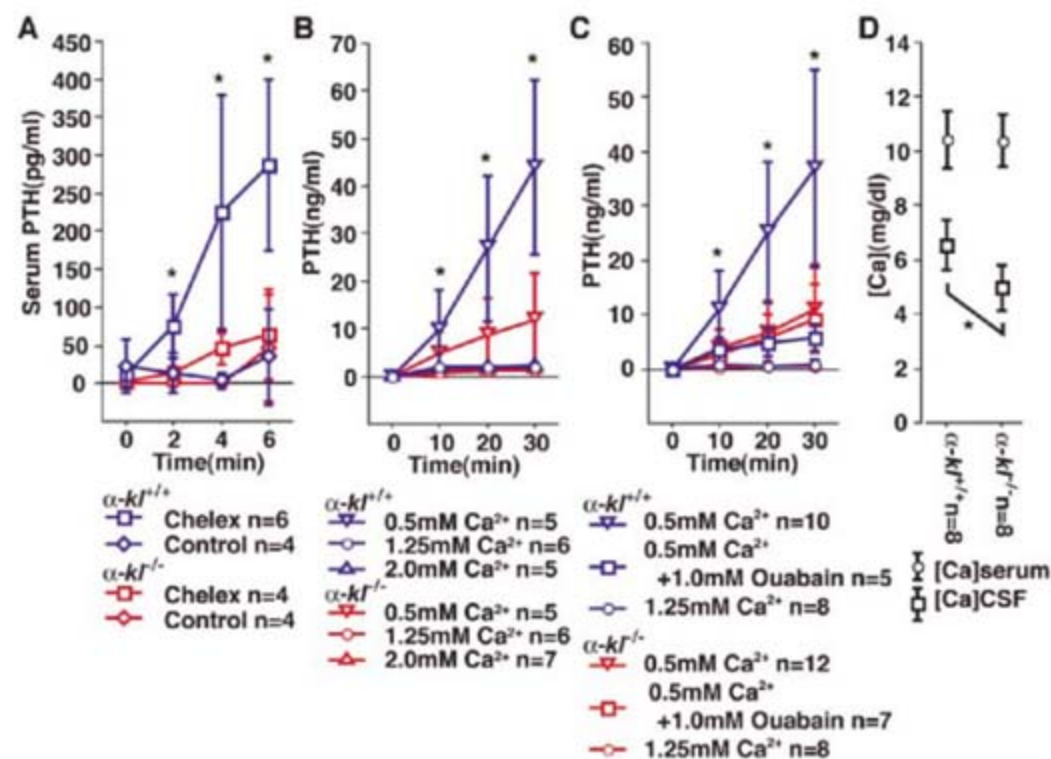 A
450
400
350
300
250
200
150
100
50
0
Serum PTH(pg/ml)
*
*
*
0 2 4 6
Time(min)
α-kl+/+
Chelex n=6
Control n=4
α-kl-/-
Chelex n=4
Control n=4
B
70
60
50
40
30
20
10
0
PTH(ng/ml)
*
*
*
0 10 20 30
Time(min)
α-kl+/+
0.5mM Ca²⁺ n=5
1.25mM Ca²⁺ n=6
2.0mM Ca²⁺ n=5
α-kl-/-
0.5mM Ca²⁺ n=5
1.25mM Ca²⁺ n=6
2.0mM Ca²⁺ n=7
C
60
50
40
30
20
10
0
PTH(ng/ml)
*
*
*
0 10 20 30
Time(min)
α-kl+/+
0.5mM Ca²⁺ n=10
0.5mM Ca²⁺
+1.0mM Ouabain n=5
1.25mM Ca²⁺ n=8
α-kl-/-
0.5mM Ca²⁺ n=12
0.5mM Ca²⁺
+1.0mM Ouabain n=7
1.25mM Ca²⁺ n=8
D
14
12
10
8
6
4
2
0
[Ca](mg/dl)
*
α-kl+/+ n=8
α-kl-/- n=8
[Ca]serum
[Ca]CSF